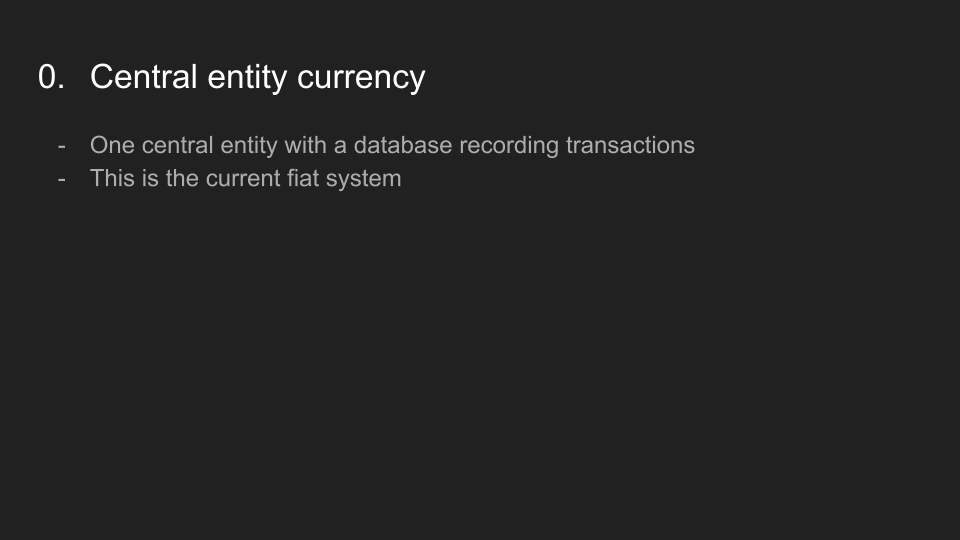 0. Central entity currency
- One central entity with a database recording transactions
- This is the current fiat system